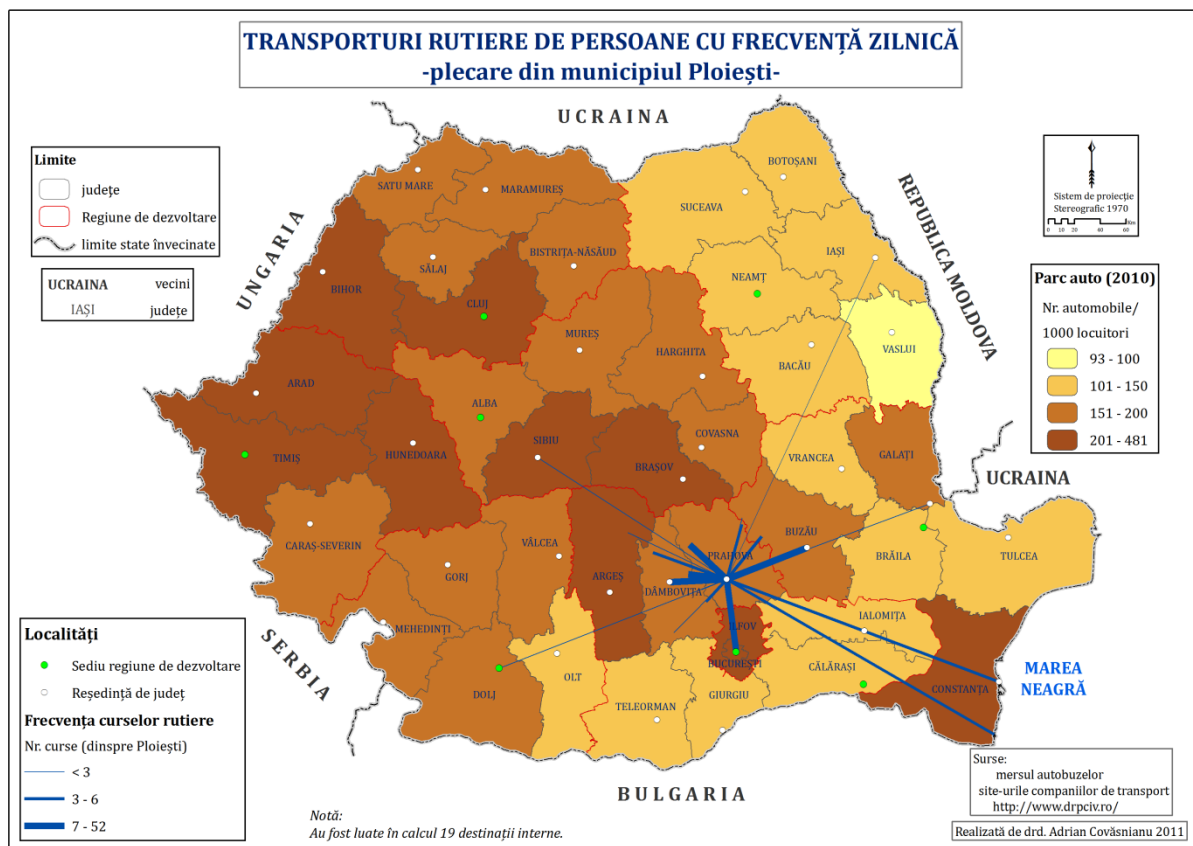 TRANSPORTURI RUTIERE DE PERSOANE CU FRECVENȚĂ ZILNICĂ
-plecare din municipiul Ploiești-
Limite
județe
Regiune de dezvoltare
limite state învecinate
UCRAINA vecini
IAȘI județe
UCRAINA
UNGARIA
REPUBLICA MOLDOVA
UCRAINA
SERBIA
BULGARIA
MAREA
NEAGRĂ
Sistem de proiecție
Stereografic 1970
0 10 20 40 60 Km
Parc auto (2010)
Nr. automobile/
1000 locuitori
93 - 100
101 - 150
151 - 200
201 - 481
SATU MARE
MARAMUREȘ
SUCEAVA
BOTOȘANI
SĂLAJ
BISTRIȚA-NĂSĂUD
NEAMȚ
IAȘI
BIHOR
CLUJ
MUREȘ
HARGHITA
BACĂU
VASLUI
ARAD
ALBA
SIBIU
COVASNA
TIMIȘ
HUNEDOARA
BRAȘOV
VRANCEA
GALAȚI
CARAȘ-SEVERIN
GORJ
VÂLCEA
ARGEȘ
DÂMBOVIȚA
PRAHOVA
BUZĂU
BRĂILA
TULCEA
MEHEDINȚI
DOLJ
OLT
TELEORMAN
GIURGIU
ILFOV
BUCUREȘTI
IALOMIȚA
CĂLĂRAȘI
CONSTANȚA
Localități
Sediu regiune de dezvoltare
Reședință de județ
Frecvența curselor rutiere
Nr. curse (dinspre Ploiești)
< 3
3 - 6
7 - 52
Notă:
Au fost luate în calcul 19 destinații interne.
Surse:
mersul autobuzelor
site-urile companiilor de transport
http://www.drpciv.ro/
Realizată de drd. Adrian Covăsnianu 2011